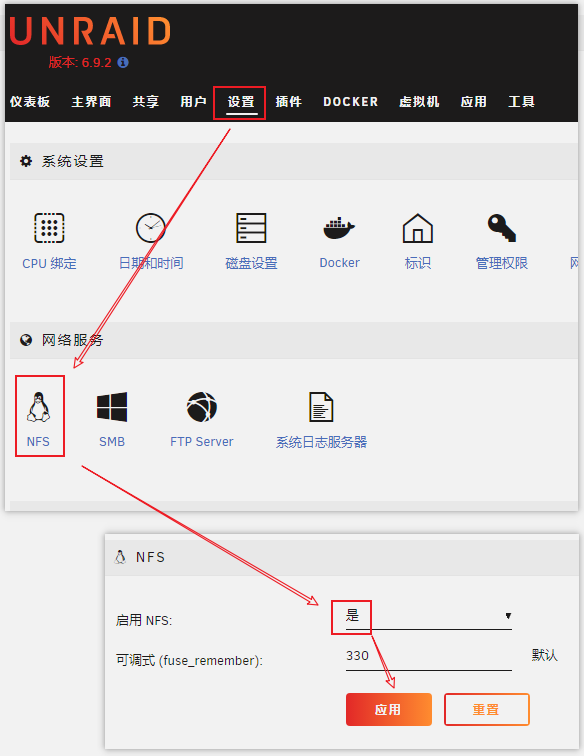 UNRAID
版本: 6.9.2
仪表板 主界面 共享 用户 设置 插件 DOCKER 虚拟机 应用 工具
系统设置
CPU 绑定 日期和时间 磁盘设置 Docker 标识 管理权限
网络服务
NFS SMB FTP Server 系统日志服务器
NFS
启用 NFS: 是
可调式 (fuse_remember): 330 默认
应用 重置